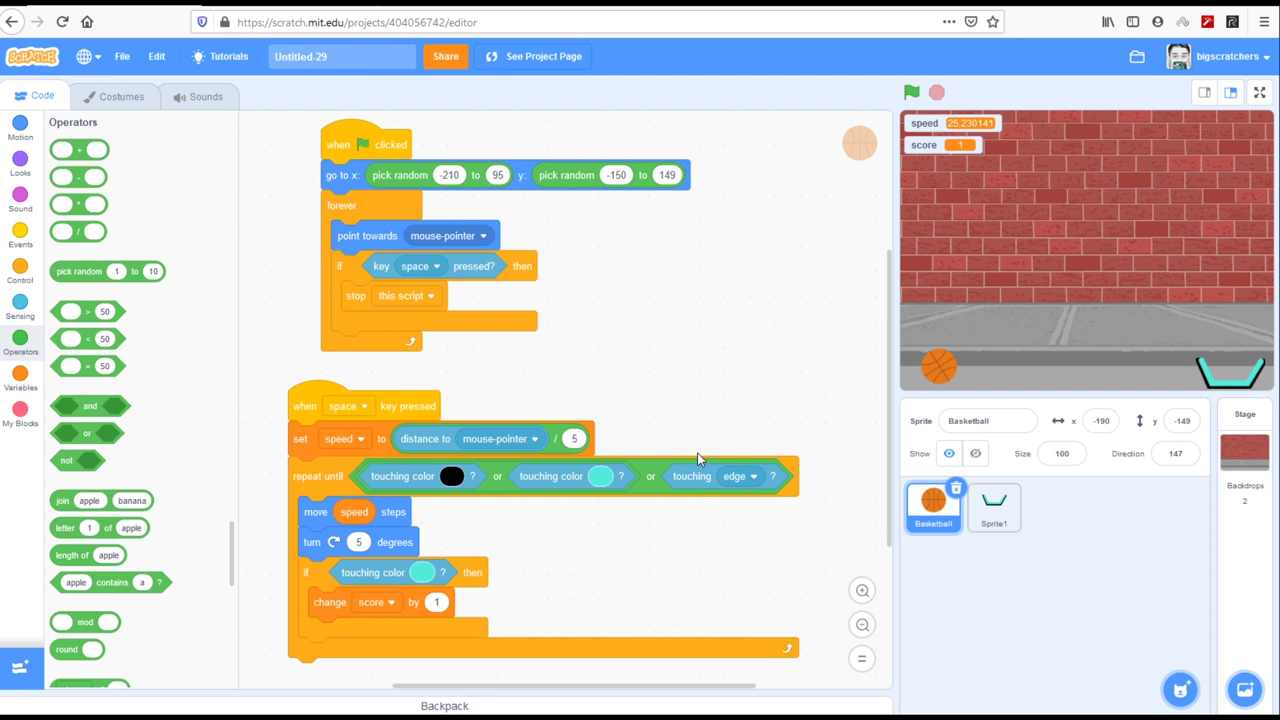 https://scratch.mit.edu/projects/404056742/editor
SCRATCH File Edit Tutorials Untitled-29 Share See Project Page bigscratchers
Code Costumes Sounds
Motion
Looks
Sound
Events
Control
Sensing
Operators
Variables
My Blocks
Operators
+
-
*
/
pick random 1 to 10
> 50
< 50
= 50
and
or
not
join apple banana
letter 1 of apple
length of apple
apple contains a ?
mod
round
when clicked
go to x: pick random -210 to 95 y: pick random -150 to 149
forever
point towards mouse-pointer
if key space pressed? then
stop this script
when space key pressed
set speed to distance to mouse-pointer / 5
repeat until touching color ? or touching color ? or touching edge ?
move speed steps
turn 5 degrees
if touching color ? then
change score by 1
Backpack
speed 25.230141
score 1
Sprite Basketball x -190 y -149
Show Size 100 Direction 147
Basketball
Sprite1
Stage
Backdrops
2